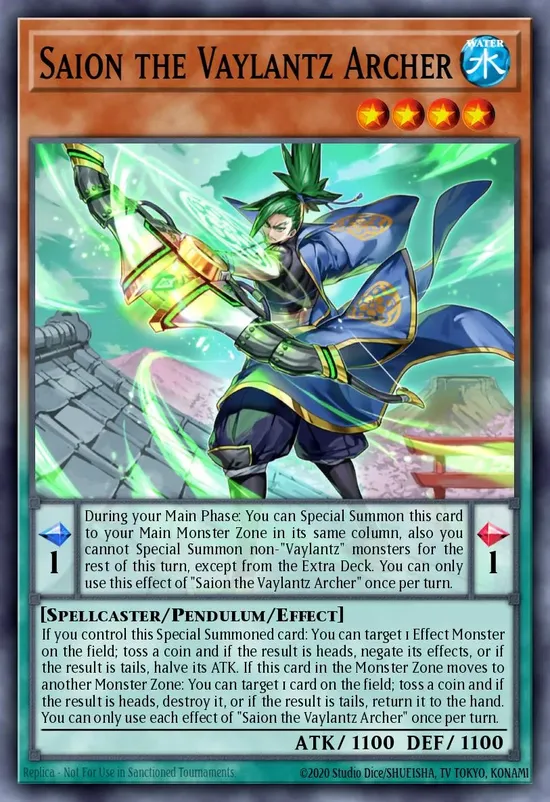 SAION THE VAYLANTZ ARCHER
WATER
水
During your Main Phase: You can Special Summon this card
to your Main Monster Zone in its same column, also you
cannot Special Summon non-"Vaylantz" monsters for the
rest of this turn, except from the Extra Deck. You can only
use this effect of "Saion the Vaylantz Archer" once per turn.
1
1
[SPELLCASTER/PENDULUM/EFFECT]
If you control this Special Summoned card: You can target 1 Effect Monster
on the field; toss a coin and if the result is heads, negate its effects, or if
the result is tails, halve its ATK. If this card in the Monster Zone moves to
another Monster Zone: You can target 1 card on the field; toss a coin and if
the result is heads, destroy it, or if the result is tails, return it to the hand.
You can only use each effect of "Saion the Vaylantz Archer" once per turn.
ATK/ 1100 DEF/ 1100
Replica - Not For Use in Sanctioned Tournaments
©2020 Studio Dice/SHUEISHA, TV TOKYO, KONAMI